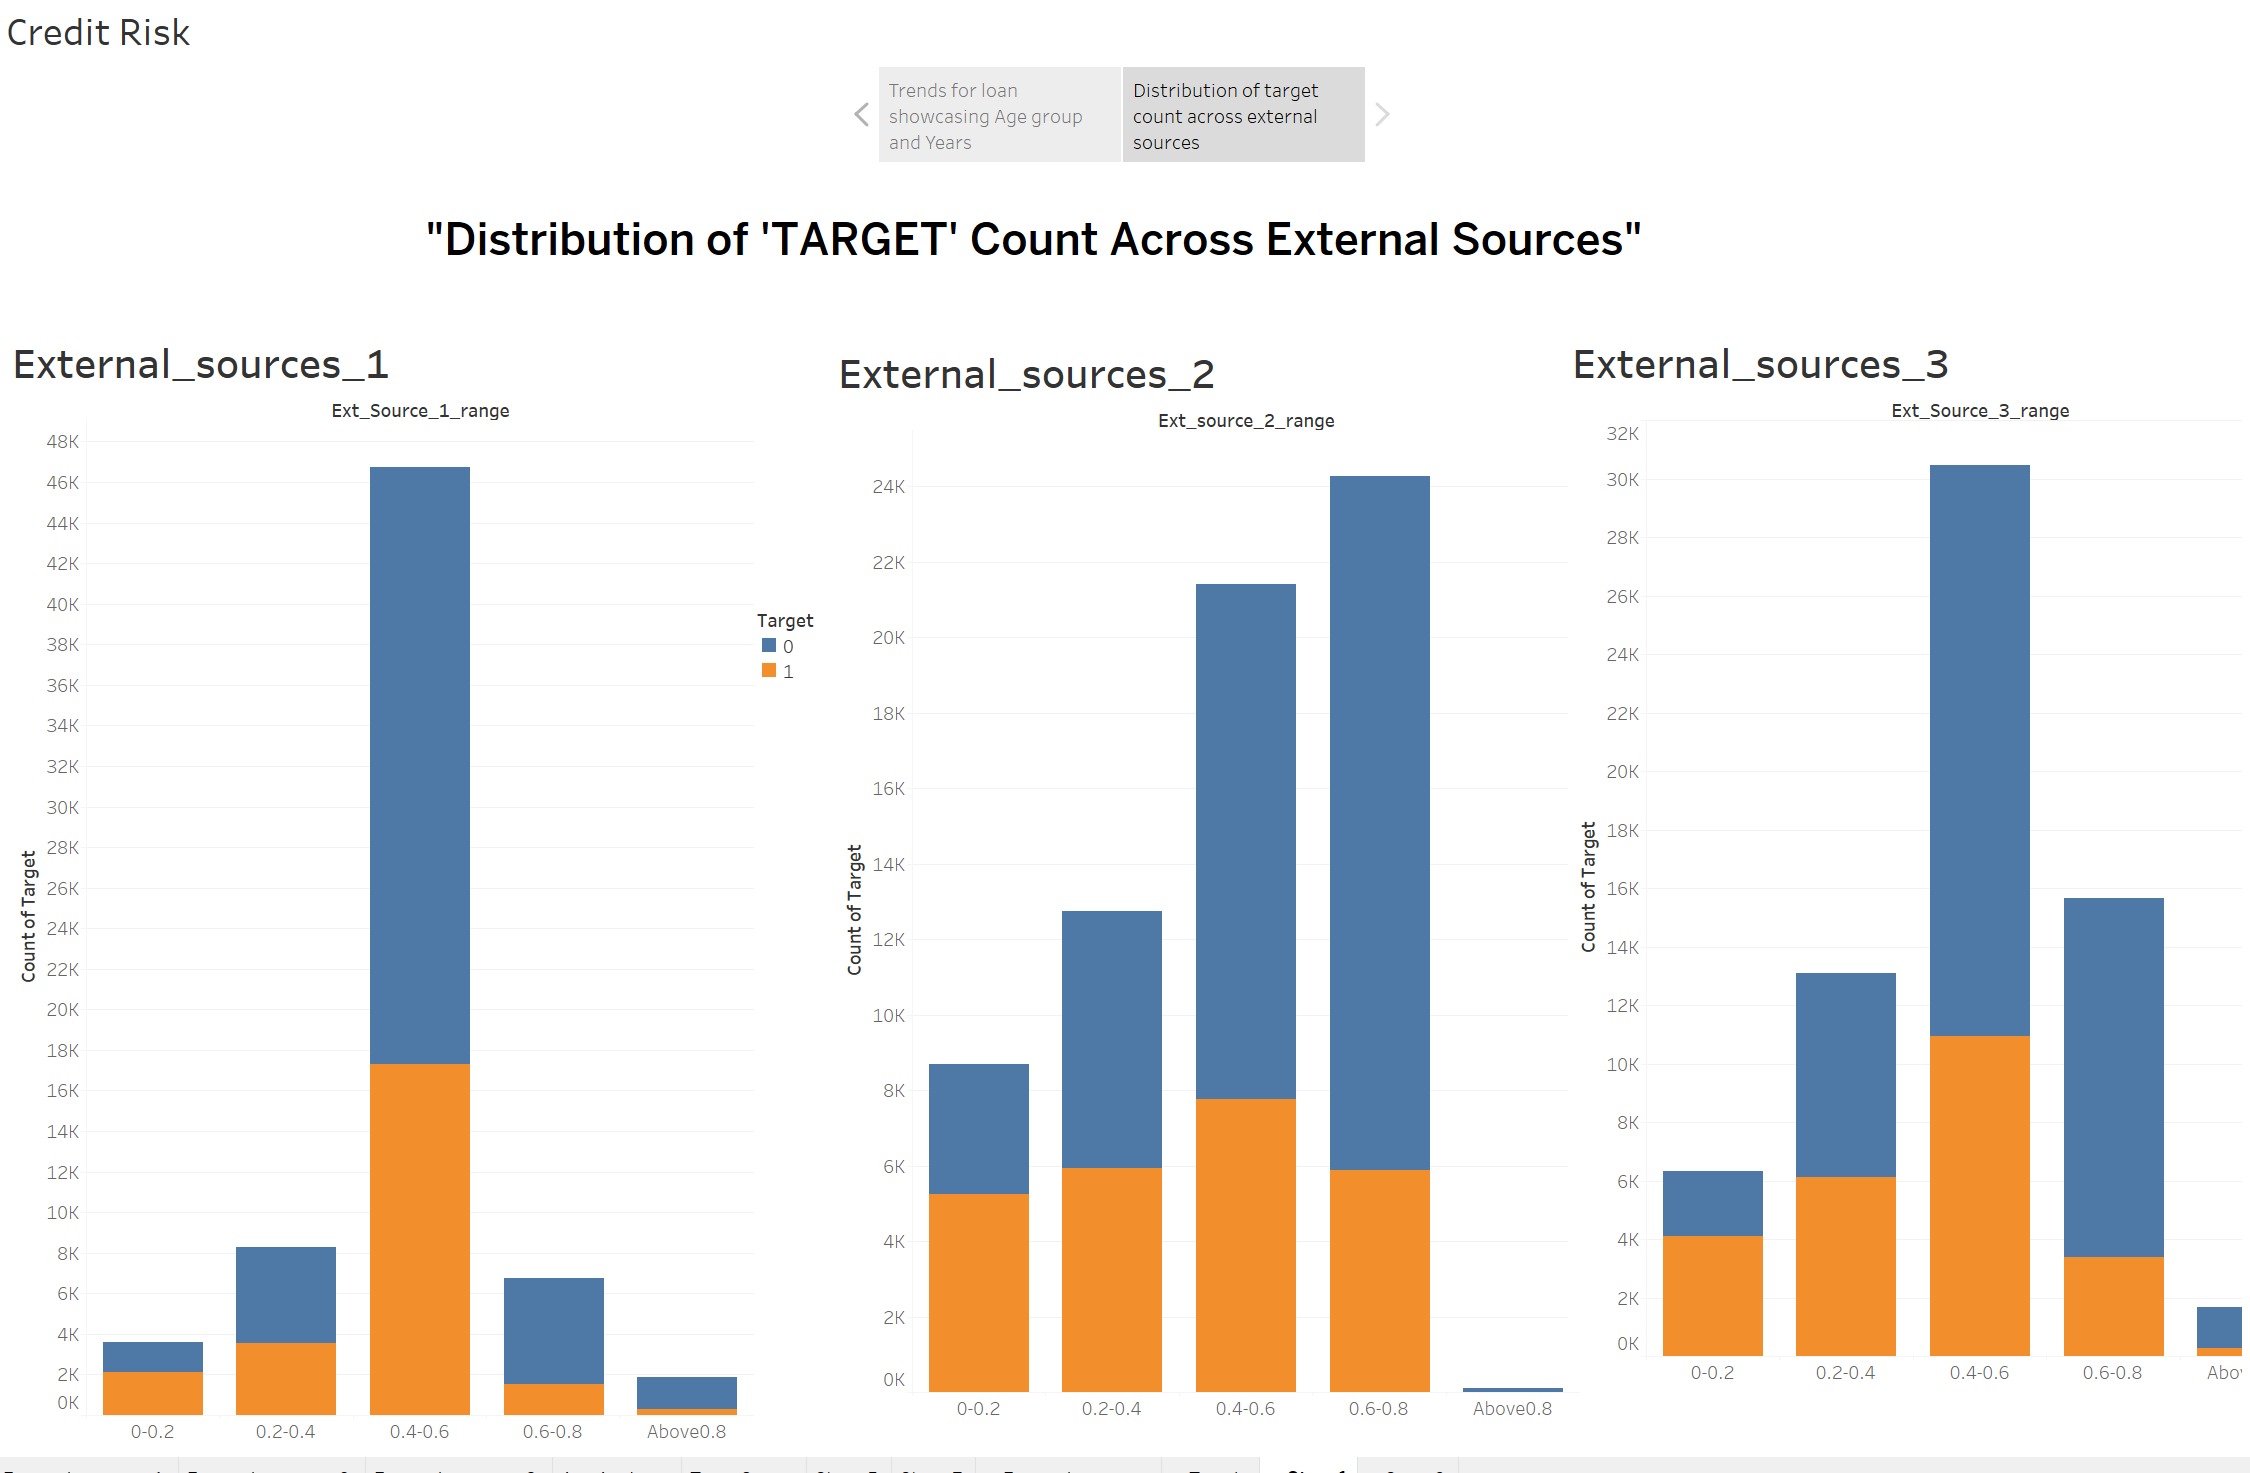 Credit Risk
Trends for loan
showcasing Age group
and Years
Distribution of target
count across external
sources
"Distribution of 'TARGET' Count Across External Sources"
External_sources_1
Ext_Source_1_range
48K
46K
44K
42K
40K
38K
36K
34K
32K
30K
28K
26K
24K
22K
20K
18K
16K
14K
12K
10K
8K
6K
4K
2K
0K
Count of Target
0-0.2
0.2-0.4
0.4-0.6
0.6-0.8
Above0.8
Target
0
1
External_sources_2
Ext_source_2_range
24K
22K
20K
18K
16K
14K
12K
10K
8K
6K
4K
2K
0K
Count of Target
0-0.2
0.2-0.4
0.4-0.6
0.6-0.8
Above0.8
External_sources_3
Ext_Source_3_range
32K
30K
28K
26K
24K
22K
20K
18K
16K
14K
12K
10K
8K
6K
4K
2K
0K
Count of Target
0-0.2
0.2-0.4
0.4-0.6
0.6-0.8